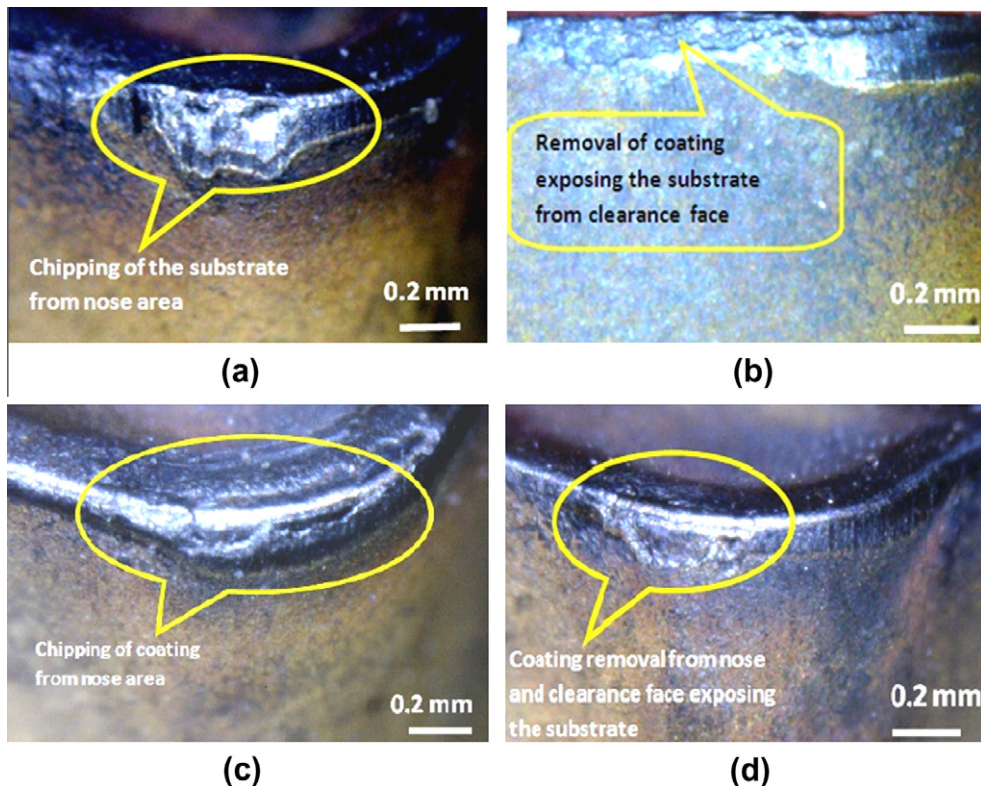 Chipping of the substrate
from nose area
0.2 mm
(a)
Removal of coating
exposing the substrate
from clearance face
0.2 mm
(b)
Chipping of coating
from nose area
0.2 mm
(c)
Coating removal from nose
and clearance face exposing
the substrate
0.2 mm
(d)